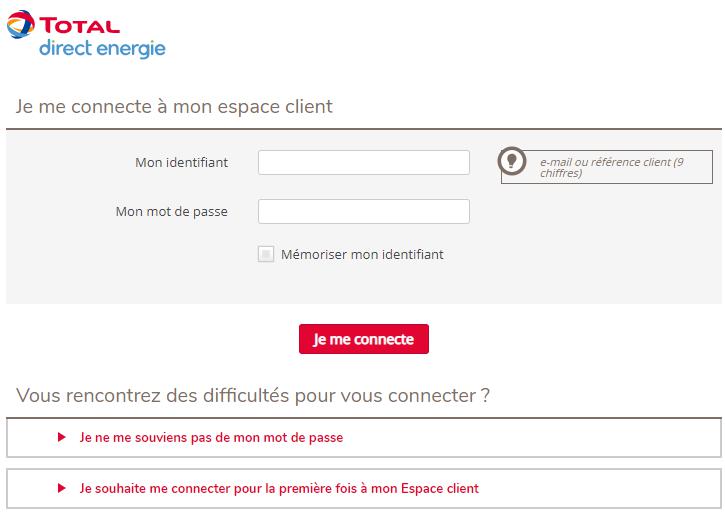 TOTAL
direct energie
Je me connecte à mon espace client
Mon identifiant
e-mail ou référence client (9
chiffres)
Mon mot de passe
Mémoriser mon identifiant
Je me connecte
Vous rencontrez des difficultés pour vous connecter ?
Je ne me souviens pas de mon mot de passe
Je souhaite me connecter pour la première fois à mon Espace client